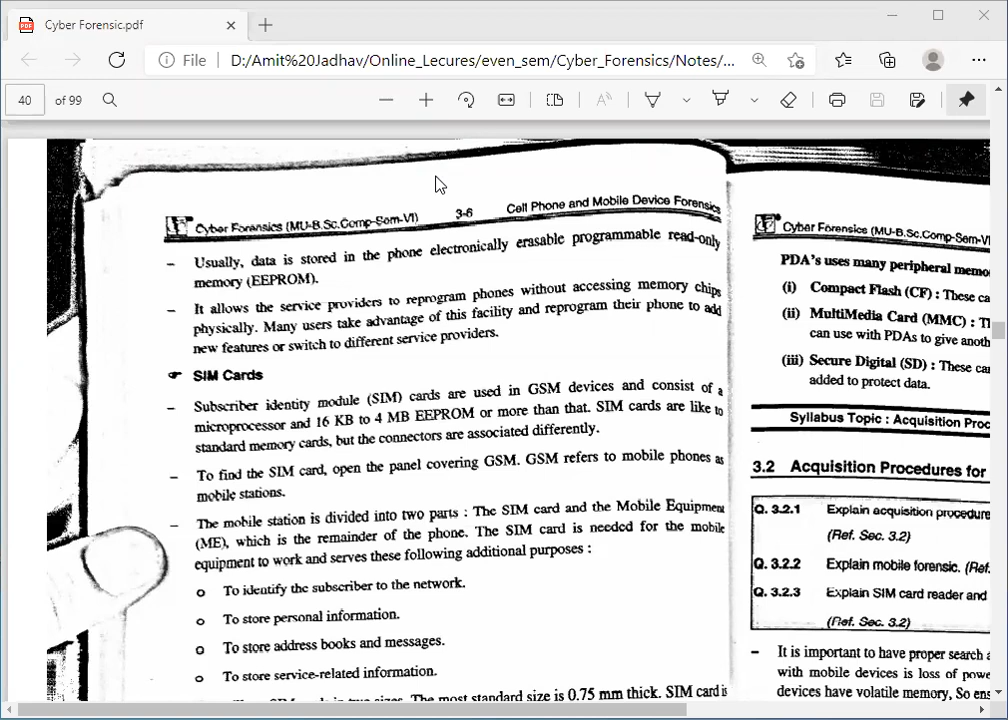 Cyber Forensic.pdf
File
D:/Amit%20Jadhav/Online_Lecures/even_sem/Cyber_Forensics/Notes/...
40 of 99
Cyber Forensics (MU-B.Sc.Comp-Sem-VI) 3-6 Cell Phone and Mobile Device Forensics
– Usually, data is stored in the phone electronically erasable programmable read-only
memory (EEPROM).
– It allows the service providers to reprogram phones without accessing memory chips
physically. Many users take advantage of this facility and reprogram their phone to add
new features or switch to different service providers.
☞ SIM Cards
– Subscriber identity module (SIM) cards are used in GSM devices and consist of a
microprocessor and 16 KB to 4 MB EEPROM or more than that. SIM cards are like to
standard memory cards, but the connectors are associated differently.
– To find the SIM card, open the panel covering GSM. GSM refers to mobile phones as
mobile stations.
– The mobile station is divided into two parts : The SIM card and the Mobile Equipment
(ME), which is the remainder of the phone. The SIM card is needed for the mobile
equipment to work and serves these following additional purposes :
o To identify the subscriber to the network.
o To store personal information.
o To store address books and messages.
o To store service-related information.
The most standard size is 0.75 mm thick. SIM card is
Cyber Forensics (MU-B.Sc.Comp-Sem-V
PDA's uses many peripheral memo
(i) Compact Flash (CF) : These ca
(ii) MultiMedia Card (MMC) : T
can use with PDAs to give anoth
(iii) Secure Digital (SD) : These ca
added to protect data.
Syllabus Topic : Acquisition Proc
3.2 Acquisition Procedures for
Q. 3.2.1 Explain acquisition procedure
(Ref. Sec. 3.2)
Q. 3.2.2 Explain mobile forensic. (Ref.
Q. 3.2.3 Explain SIM card reader and
(Ref. Sec. 3.2)
– It is important to have proper search a
with mobile devices is loss of powe
devices have volatile memory, So ens